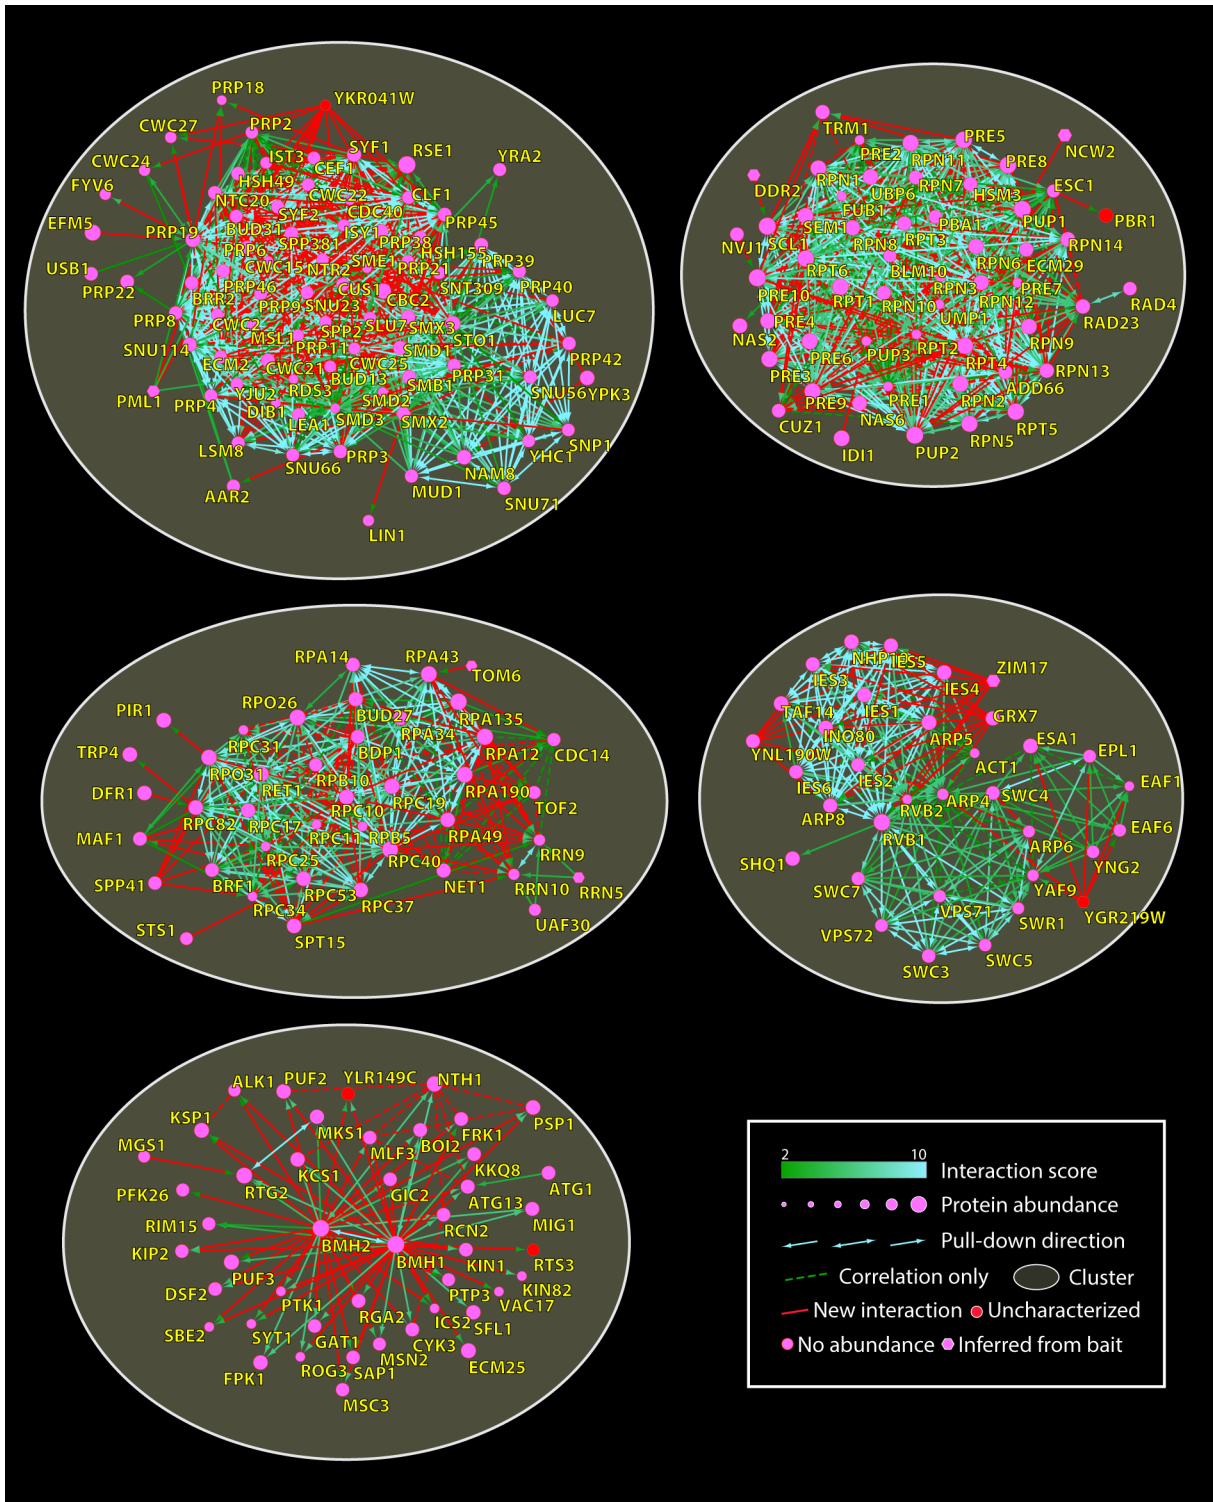 PRP18
YKR041W
CWC27
PRP2
SYF1
RSE1
YRA2
CWC24
IST3
CEF1
FYV6
HSH49
CWC22
CLF1
NTC20
SYF2
CDC40
EFM5
PRP19
BUD31
PRP45
ISY1
PRP6
SPP381
PRP38
HSH155
USB1
CWC15
NTR2
SME1
PRP21
PRP39
PRP22
BRR2
PRP46
CUS1
SNT309
PRP40
PRP9
SNU23
CBC2
LUC7
PRP8
CWC2
MSL1
SPP2
SLU7
SMX3
STO1
SNU114
PRP11
SMD1
PRP42
ECM2
CWC21
CWC25
PRP31
BUD13
PML1
PRP4
YJU2
RDS3
SMB1
SNU56
YPK3
DIB1
SMD2
LEA1
SMD3
SMX2
LSM8
SNU66
PRP3
YHC1
SNP1
NAM8
AAR2
MUD1
SNU71
LIN1
TRM1
PRE5
NCW2
PRE2
RPN11
PRE8
DDR2
RPN1
UBP6
RPN7
HSM3
ESC1
FUB1
PUP1
PBR1
NVJ1
SCL1
SEM1
RPN8
RPT3
PBA1
RPN14
RPT6
BLM10
RPN6
ECM29
PRE10
RPT1
RPN10
RPN3
PRE7
RAD4
RPN12
UMP1
RAD23
NAS2
PRE4
PRE6
PUP3
RPT2
RPN9
PRE3
RPT4
RPN13
ADD66
PRE9
PRE1
RPN2
CUZ1
NAS6
RPT5
IDI1
PUP2
RPN5
RPA14
RPA43
TOM6
PIR1
RPO26
BUD27
RPA135
RPC31
RPA34
TRP4
BDP1
RPA12
CDC14
RPO31
RET1
RPB10
DFR1
RPC19
RPA190
RPC82
RPC17
RPC10
TOF2
MAF1
RPC11
RPB5
RPA49
RPC25
RPC40
RRN9
SPP41
BRF1
RPC53
NET1
RRN10
RRN5
RPC34
RPC37
STS1
SPT15
UAF30
NHP10
IES5
ZIM17
IES3
IES4
TAF14
IES1
GRX7
INO80
ARP5
ESA1
YNL190W
EPL1
IES2
ACT1
IES6
EAF1
ARP8
RVB2
ARP4
SWC4
EAF6
RVB1
ARP6
SHQ1
YNG2
SWC7
YAF9
VPS71
SWR1
YGR219W
VPS72
SWC3
SWC5
ALK1
PUF2
YLR149C
NTH1
KSP1
MKS1
PSP1
MGS1
MLF3
BOI2
FRK1
KCS1
KKQ8
PFK26
RTG2
GIC2
ATG13
ATG1
RIM15
RCN2
MIG1
KIP2
BMH2
BMH1
KIN1
RTS3
PUF3
DSF2
PTK1
PTP3
KIN82
VAC17
RGA2
ICS2
SBE2
SYT1
GAT1
CYK3
SFL1
FPK1
ROG3
SAP1
MSN2
ECM25
MSC3
2 10
Interaction score
Protein abundance
Pull-down direction
Correlation only Cluster
New interaction Uncharacterized
No abundance Inferred from bait